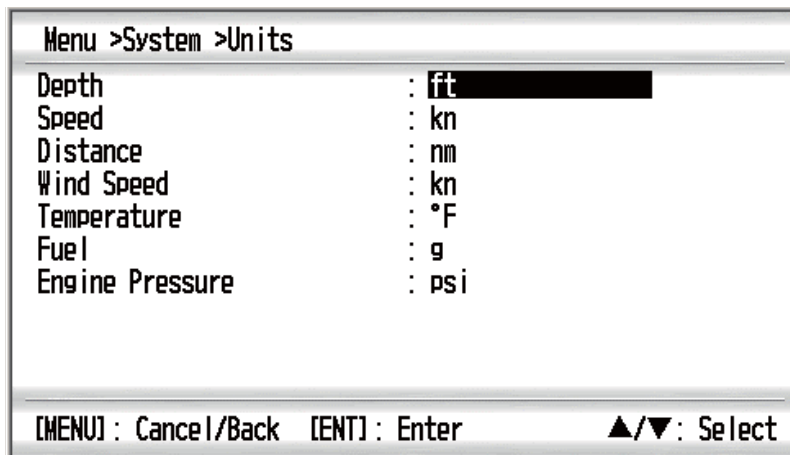 Menu >System >Units
Depth : ft
Speed : kn
Distance : nm
Wind Speed : kn
Temperature : °F
Fuel : g
Engine Pressure : psi
[MENU] : Cancel/Back [ENT] : Enter ▲/▼: Select